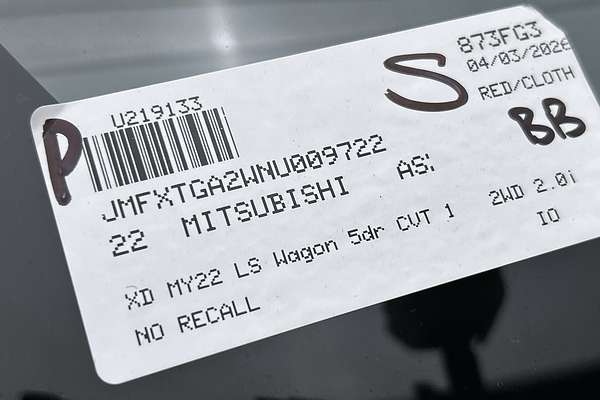 873FG3
04/03/2026
RED/CLOTH
S
BB
P
U219133
JMFXTGA2WNU009722
22 MITSUBISHI AS:
XD MY22 LS Wagon 5dr CVT 1 2WD 2.0i
NO RECALL IO